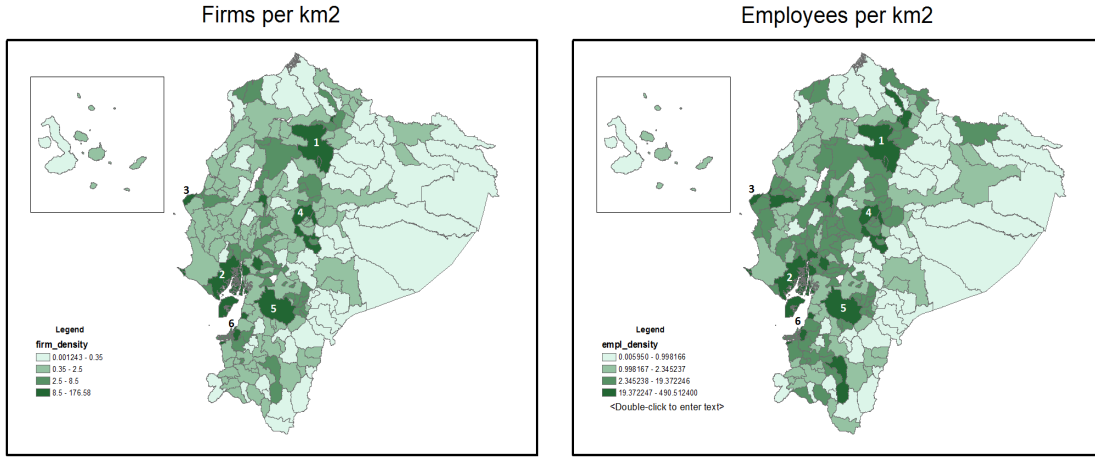 Firms per km2
1
3
4
2
5
6
Legend
firm_density
0.001243 - 0.35
0.35 - 2.5
2.5 - 8.5
8.5 - 176.58
Employees per km2
1
3
4
2
5
6
Legend
empl_density
0.005950 - 0.998166
0.998167 - 2.345237
2.345238 - 19.372246
19.372247 - 490.512400
<Double-click to enter text>